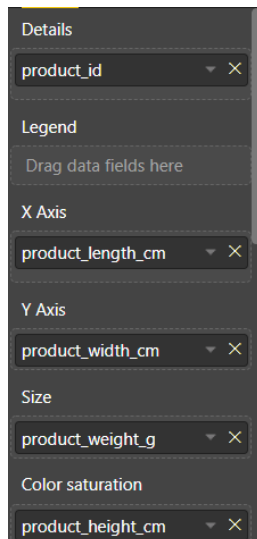 Details
product_id
Legend
Drag data fields here
X Axis
product_length_cm
Y Axis
product_width_cm
Size
product_weight_g
Color saturation
product_height_cm